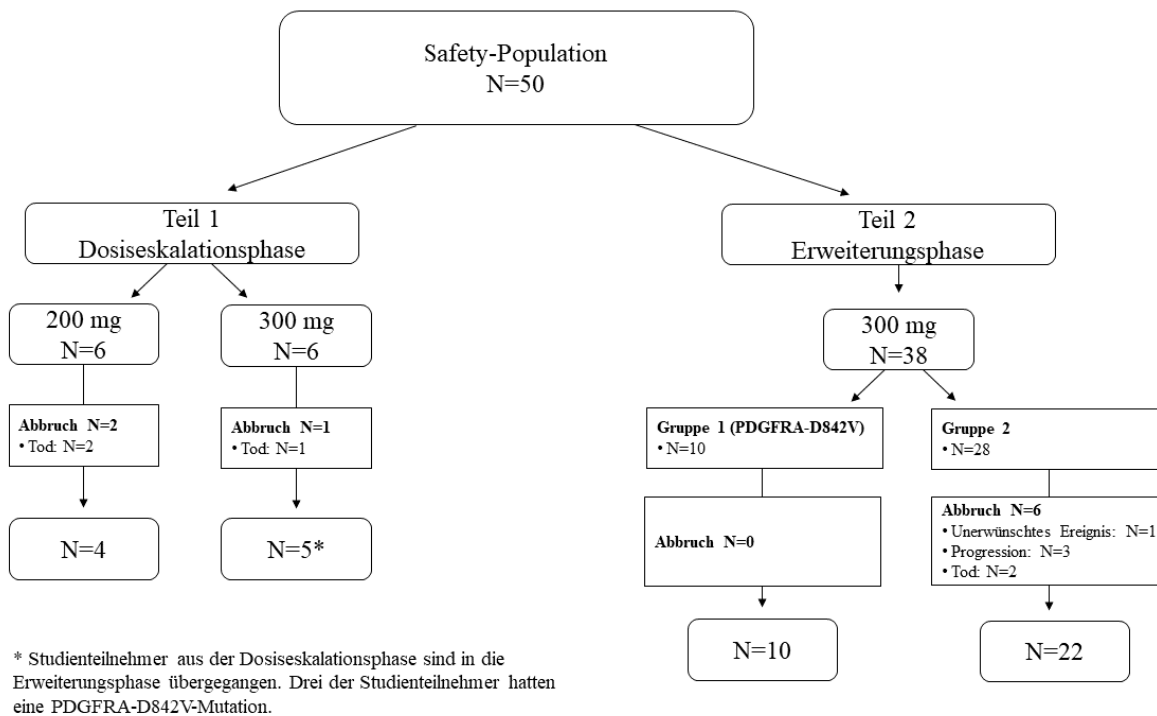 Safety-Population
N=50
Teil 1
Dosiseskalationsphase
Teil 2
Erweiterungsphase
200 mg
N=6
300 mg
N=6
300 mg
N=38
Abbruch N=2
• Tod: N=2
Abbruch N=1
• Tod: N=1
Gruppe 1 (PDGFRA-D842V)
• N=10
Gruppe 2
• N=28
Abbruch N=0
Abbruch N=6
• Unerwünschtes Ereignis: N=1
• Progression: N=3
• Tod: N=2
N=4
N=5*
N=10
N=22
* Studienteilnehmer aus der Dosiseskalationsphase sind in die
Erweiterungsphase übergegangen. Drei der Studienteilnehmer hatten
eine PDGFRA-D842V-Mutation.